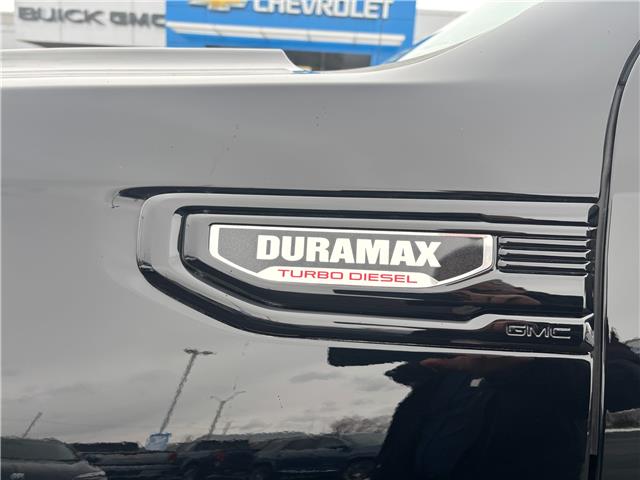 BUICK GMC
CHEVROLET
DURAMAX
TURBO DIESEL
GMC